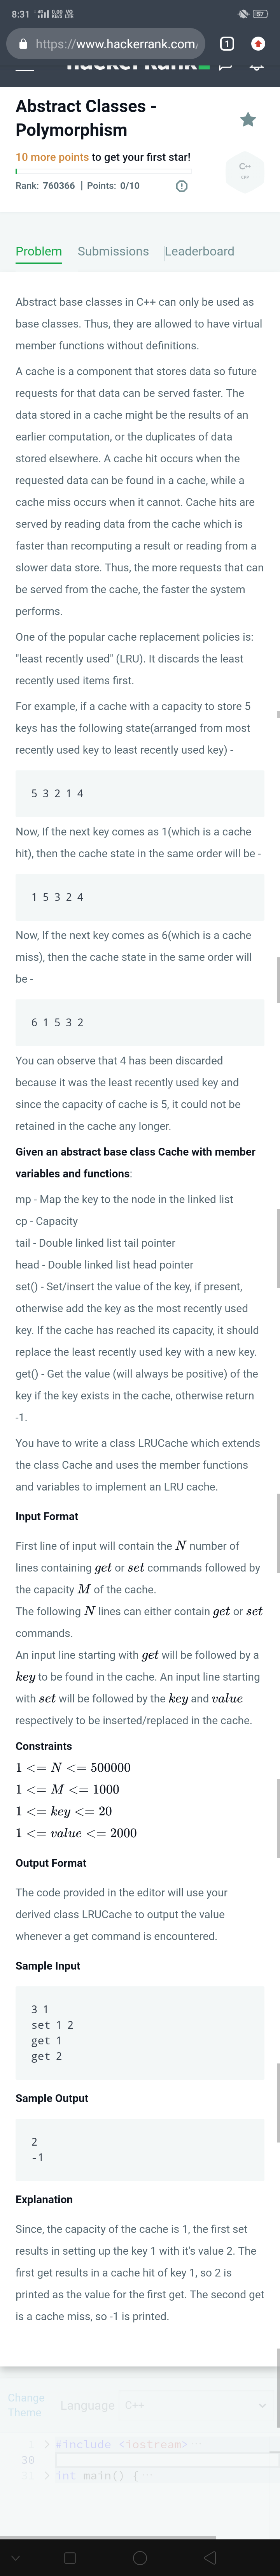 8:31 0.00 KB/s 57
https://www.hackerrank.com/ 1
HackerRank
Abstract Classes -
Polymorphism
10 more points to get your first star!
Rank: 760366 | Points: 0/10
C++
CPP
Problem Submissions Leaderboard
Abstract base classes in C++ can only be used as
base classes. Thus, they are allowed to have virtual
member functions without definitions.
A cache is a component that stores data so future
requests for that data can be served faster. The
data stored in a cache might be the results of an
earlier computation, or the duplicates of data
stored elsewhere. A cache hit occurs when the
requested data can be found in a cache, while a
cache miss occurs when it cannot. Cache hits are
served by reading data from the cache which is
faster than recomputing a result or reading from a
slower data store. Thus, the more requests that can
be served from the cache, the faster the system
performs.
One of the popular cache replacement policies is:
"least recently used" (LRU). It discards the least
recently used items first.
For example, if a cache with a capacity to store 5
keys has the following state(arranged from most
recently used key to least recently used key) -
5 3 2 1 4
Now, If the next key comes as 1(which is a cache
hit), then the cache state in the same order will be -
1 5 3 2 4
Now, If the next key comes as 6(which is a cache
miss), then the cache state in the same order will
be -
6 1 5 3 2
You can observe that 4 has been discarded
because it was the least recently used key and
since the capacity of cache is 5, it could not be
retained in the cache any longer.
Given an abstract base class Cache with member
variables and functions:
mp - Map the key to the node in the linked list
cp - Capacity
tail - Double linked list tail pointer
head - Double linked list head pointer
set() - Set/insert the value of the key, if present,
otherwise add the key as the most recently used
key. If the cache has reached its capacity, it should
replace the least recently used key with a new key.
get() - Get the value (will always be positive) of the
key if the key exists in the cache, otherwise return
-1.
You have to write a class LRUCache which extends
the class Cache and uses the member functions
and variables to implement an LRU cache.
Input Format
First line of input will contain the N number of
lines containing get or set commands followed by
the capacity M of the cache.
The following N lines can either contain get or set
commands.
An input line starting with get will be followed by a
key to be found in the cache. An input line starting
with set will be followed by the key and value
respectively to be inserted/replaced in the cache.
Constraints
1 <= N <= 500000
1 <= M <= 1000
1 <= key <= 20
1 <= value <= 2000
Output Format
The code provided in the editor will use your
derived class LRUCache to output the value
whenever a get command is encountered.
Sample Input
3 1
set 1 2
get 1
get 2
Sample Output
2
-1
Explanation
Since, the capacity of the cache is 1, the first set
results in setting up the key 1 with it's value 2. The
first get results in a cache hit of key 1, so 2 is
printed as the value for the first get. The second get
is a cache miss, so -1 is printed.
Change
Theme
Language C++
1 > #include <iostream>
30
> int main() {